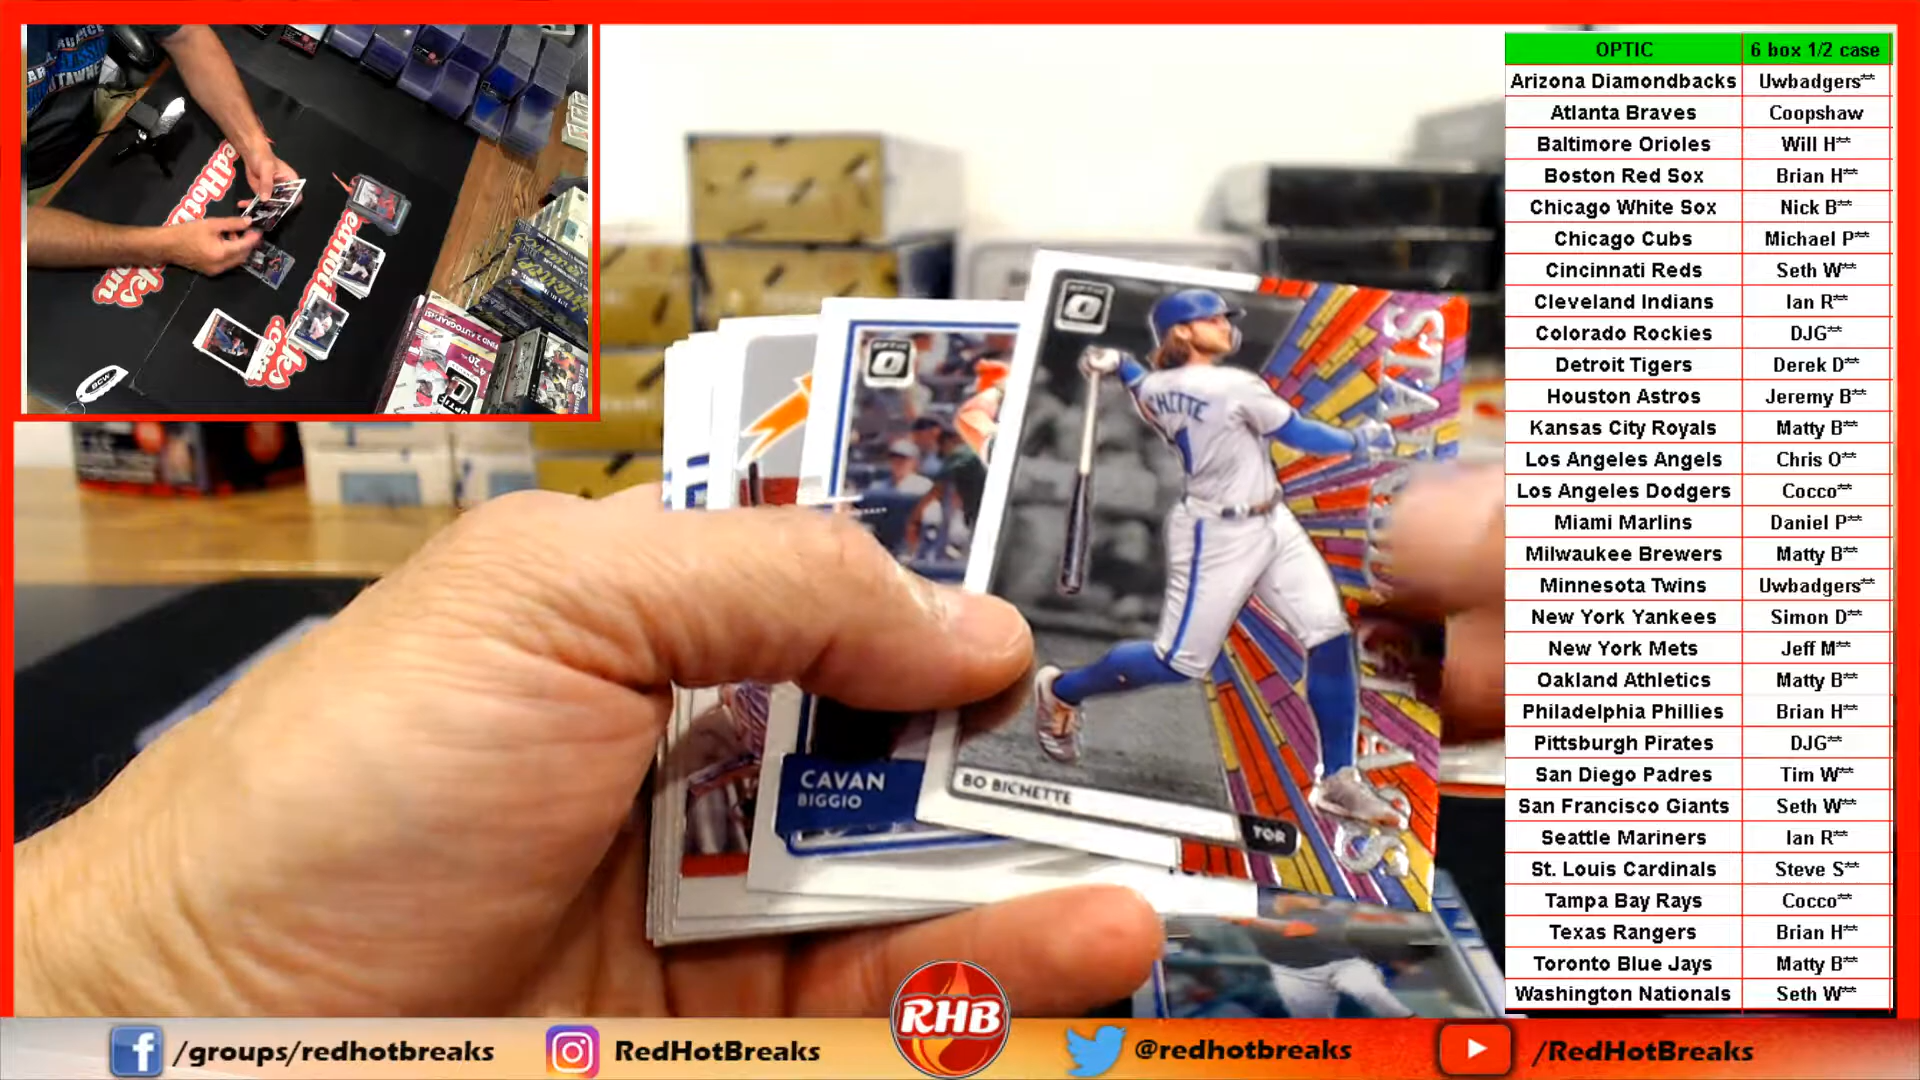 OPTIC 6 box 1/2 case
Arizona Diamondbacks Uwbadgers**
Atlanta Braves Coopshaw
Baltimore Orioles Will H**
Boston Red Sox Brian H**
Chicago White Sox Nick B**
Chicago Cubs Michael P**
Cincinnati Reds Seth W**
Cleveland Indians Ian R**
Colorado Rockies DJG**
Detroit Tigers Derek D**
Houston Astros Jeremy B**
Kansas City Royals Matty B**
Los Angeles Angels Chris O**
Los Angeles Dodgers Cocco**
Miami Marlins Daniel P**
Milwaukee Brewers Matty B**
Minnesota Twins Uwbadgers**
New York Yankees Simon D**
New York Mets Jeff M**
Oakland Athletics Matty B**
Philadelphia Phillies Brian H**
Pittsburgh Pirates DJG**
San Diego Padres Tim W**
San Francisco Giants Seth W**
Seattle Mariners Ian R**
St. Louis Cardinals Steve S**
Tampa Bay Rays Cocco**
Texas Rangers Brian H**
Toronto Blue Jays Matty B**
Washington Nationals Seth W**
OPTIC
OPTIC
CAVAN
BIGGIO
BO BICHETTE
TOR
BCW
RHB
/groups/redhotbreaks
RedHotBreaks
@redhotbreaks
/RedHotBreaks